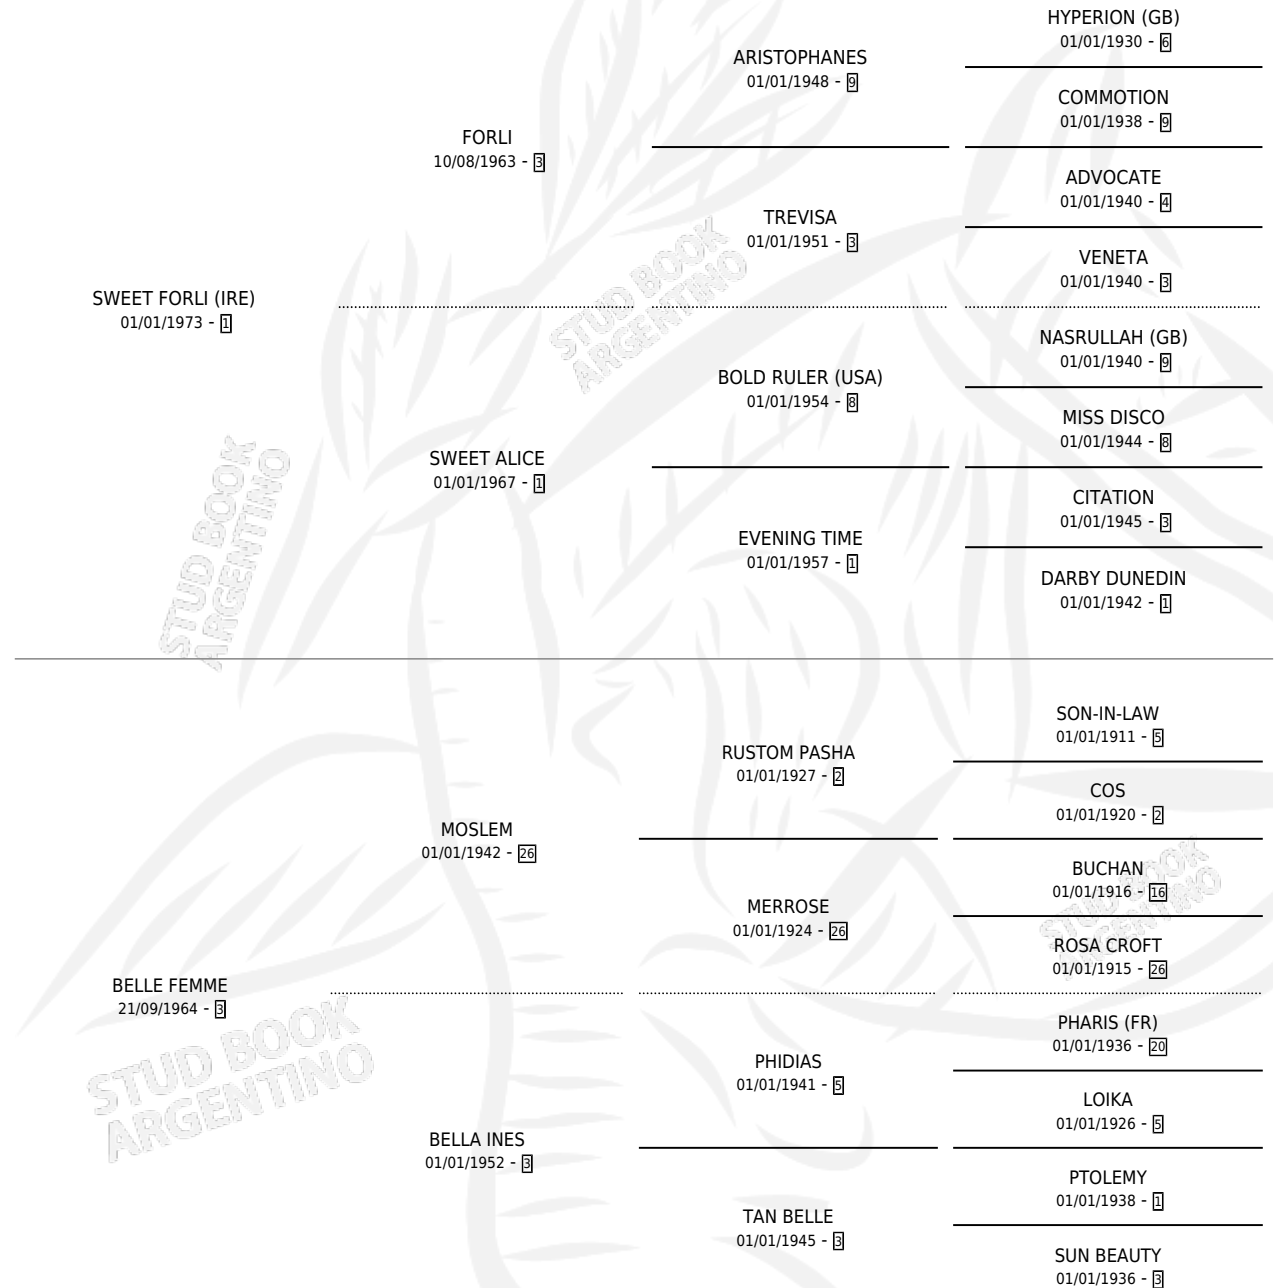 HYPERION (GB)
01/01/1930 - 6
ARISTOPHANES
01/01/1948 - 9
COMMOTION
01/01/1938 - 9
FORLI
10/08/1963 - 3
ADVOCATE
01/01/1940 - 4
TREVISA
01/01/1951 - 3
VENETA
01/01/1940 - 3
SWEET FORLI (IRE)
01/01/1973 - 1
NASRULLAH (GB)
01/01/1940 - 9
BOLD RULER (USA)
01/01/1954 - 8
MISS DISCO
01/01/1944 - 8
SWEET ALICE
01/01/1967 - 1
CITATION
01/01/1945 - 3
EVENING TIME
01/01/1957 - 1
DARBY DUNEDIN
01/01/1942 - 1
SON-IN-LAW
01/01/1911 - 5
RUSTOM PASHA
01/01/1927 - 2
COS
01/01/1920 - 2
MOSLEM
01/01/1942 - 26
BUCHAN
01/01/1916 - 16
MERROSE
01/01/1924 - 26
ROSA CROFT
01/01/1915 - 26
BELLE FEMME
21/09/1964 - 3
PHARIS (FR)
01/01/1936 - 20
PHIDIAS
01/01/1941 - 5
LOIKA
01/01/1926 - 5
BELLA INES
01/01/1952 - 3
PTOLEMY
01/01/1938 - 1
TAN BELLE
01/01/1945 - 3
SUN BEAUTY
01/01/1936 - 3
STUD BOOK
ARGENTINO
STUD BOOK
ARGENTINO
STUD BOOK
ARGENTINO
STUD BOOK
ARGENTINO